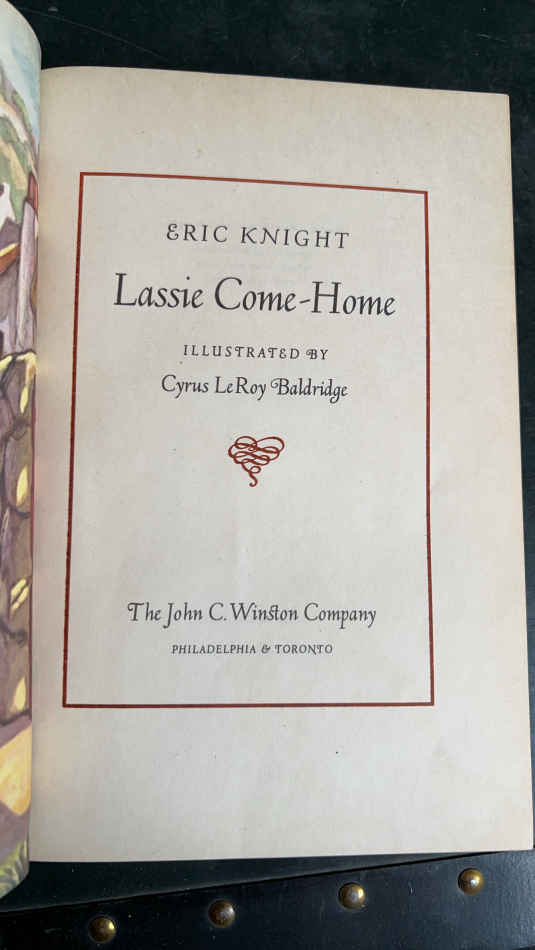 ERIC KNIGHT
Lassie Come-Home
ILLUSTRATED BY
Cyrus LeRoy Baldridge
The John C. Winston Company
PHILADELPHIA & TORONTO